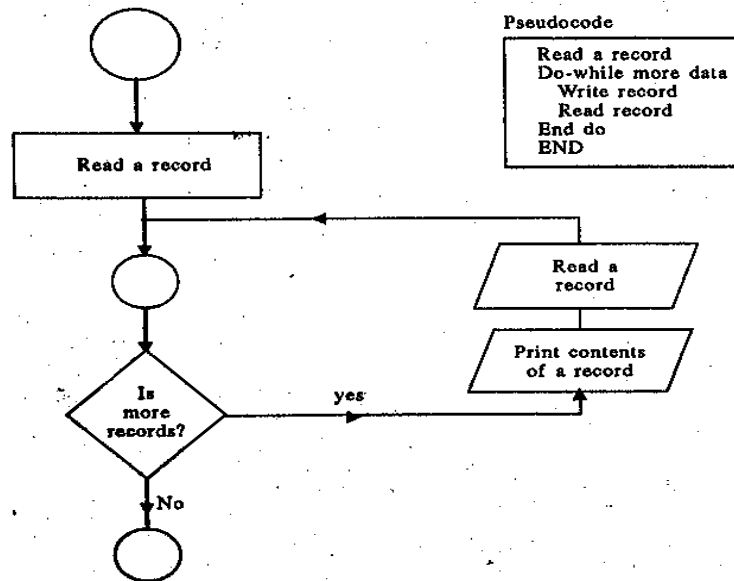 Pseudocode
Read a record
Do-while more data
Write record
Read record
End do
END
Read a record
Read a
record
Print contents
of a record
Is
more
records?
yes
No